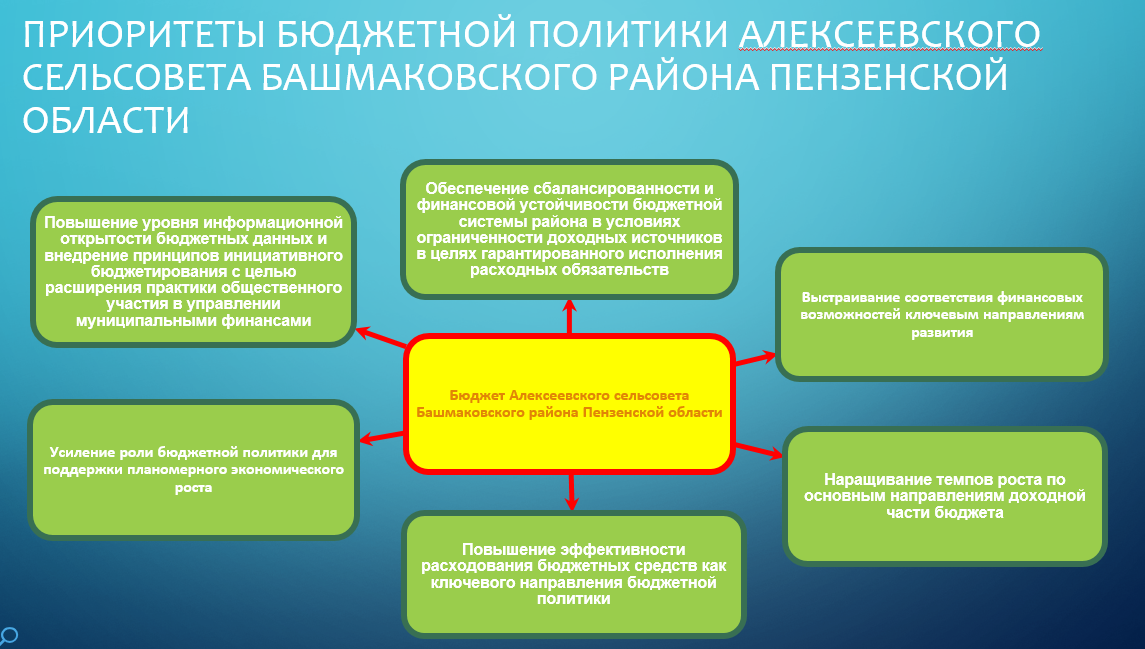 ПРИОРИТЕТЫ БЮДЖЕТНОЙ ПОЛИТИКИ АЛЕКСЕЕВСКОГО
СЕЛЬСОВЕТА БАШМАКОВСКОГО РАЙОНА ПЕНЗЕНСКОЙ
ОБЛАСТИ
Обеспечение сбалансированности и
финансовой устойчивости бюджетной
системы района в условиях
ограниченности доходных источников
в целях гарантированного исполнения
расходных обязательств
Повышение уровня информационной
открытости бюджетных данных и
внедрение принципов инициативного
бюджетирования с целью
расширения практики общественного
участия в управлении
муниципальными финансами
Выстраивание соответствия финансовых
возможностей ключевым направлениям
развития
Бюджет Алексеевского сельсовета
Башмаковского района Пензенской области
Усиление роли бюджетной политики для
поддержки планомерного экономического
роста
Наращивание темпов роста по
основным направлениям доходной
части бюджета
Повышение эффективности
расходования бюджетных средств как
ключевого направления бюджетной
политики